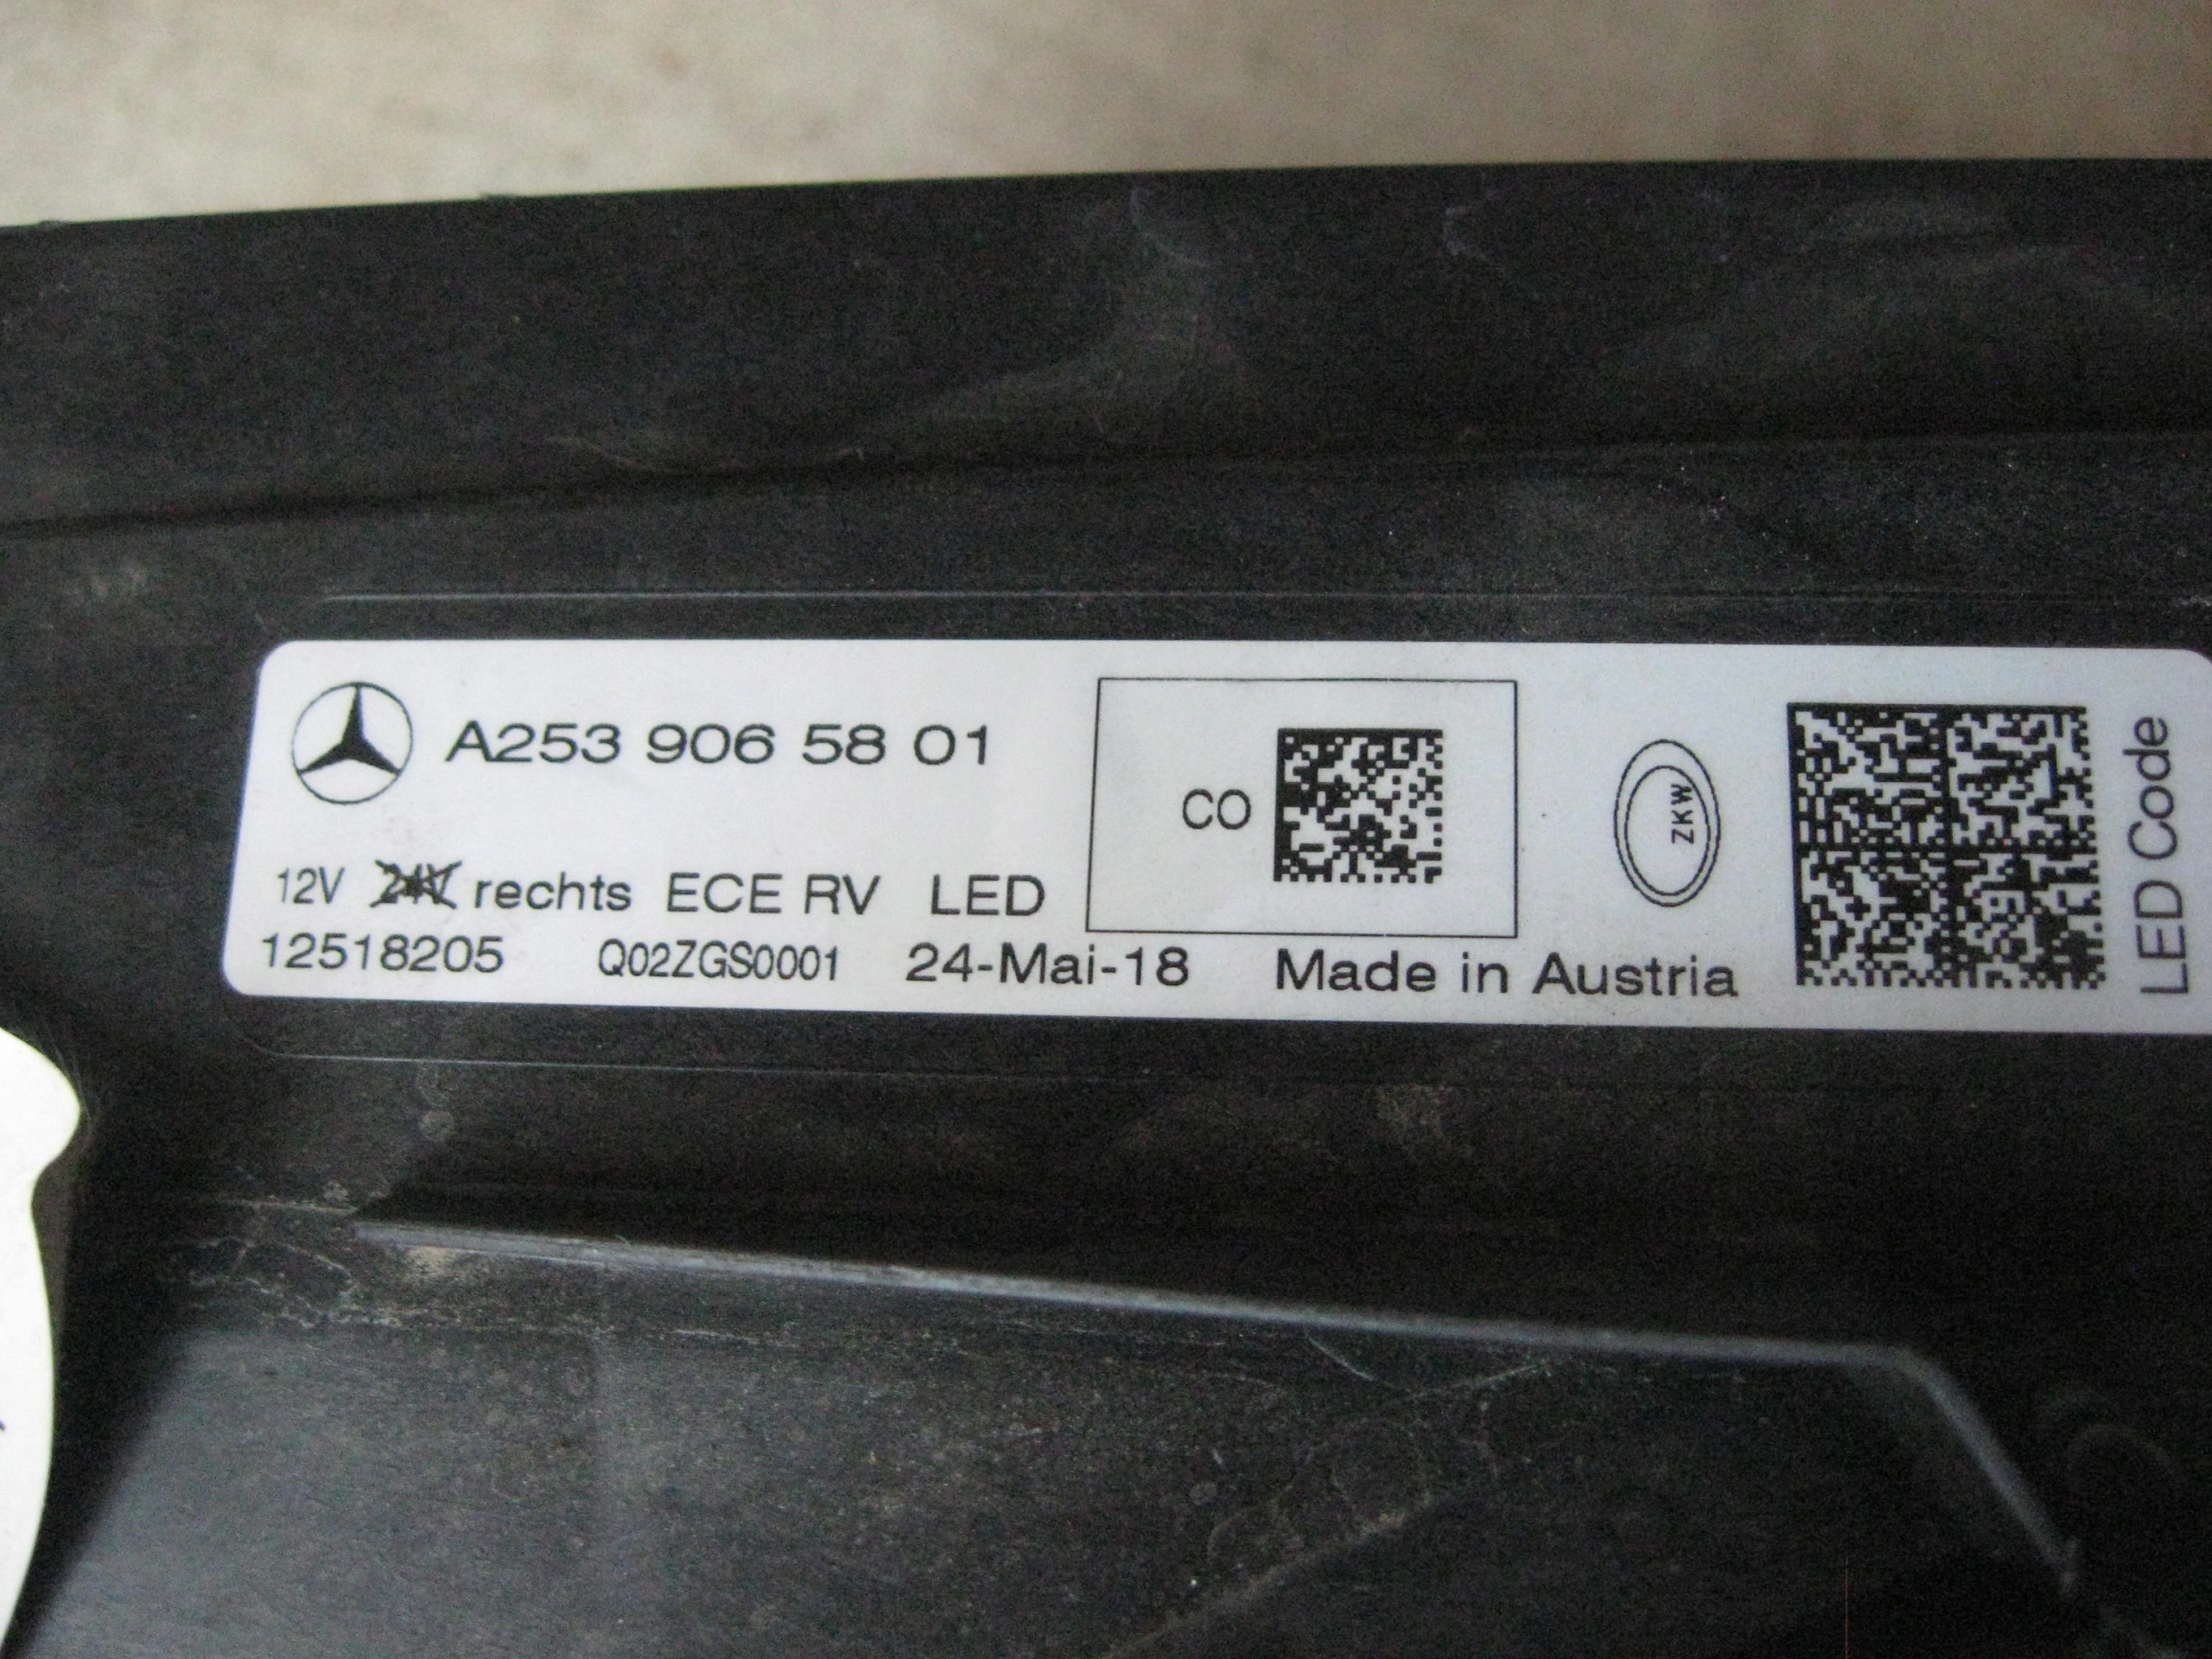 A253 906 58 01
CO
ZKW
LED Code
12V 24V rechts ECE RV LED
12518205 Q02ZGS0001 24-Mai-18 Made in Austria